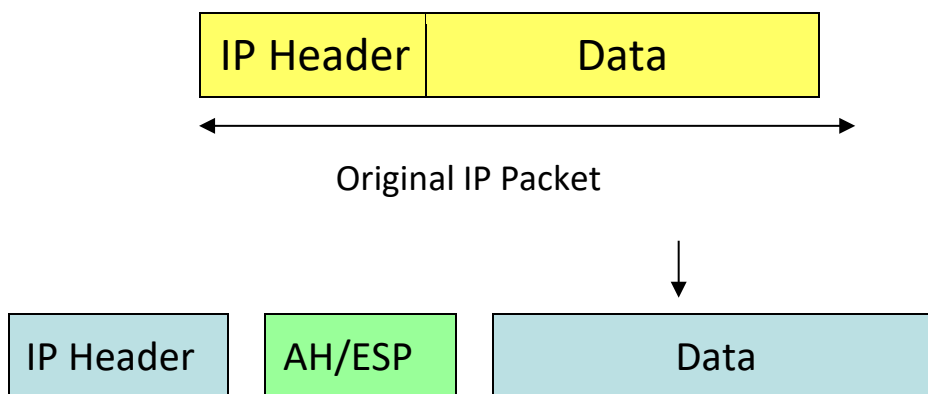 IP Header Data
Original IP Packet
IP Header AH/ESP Data